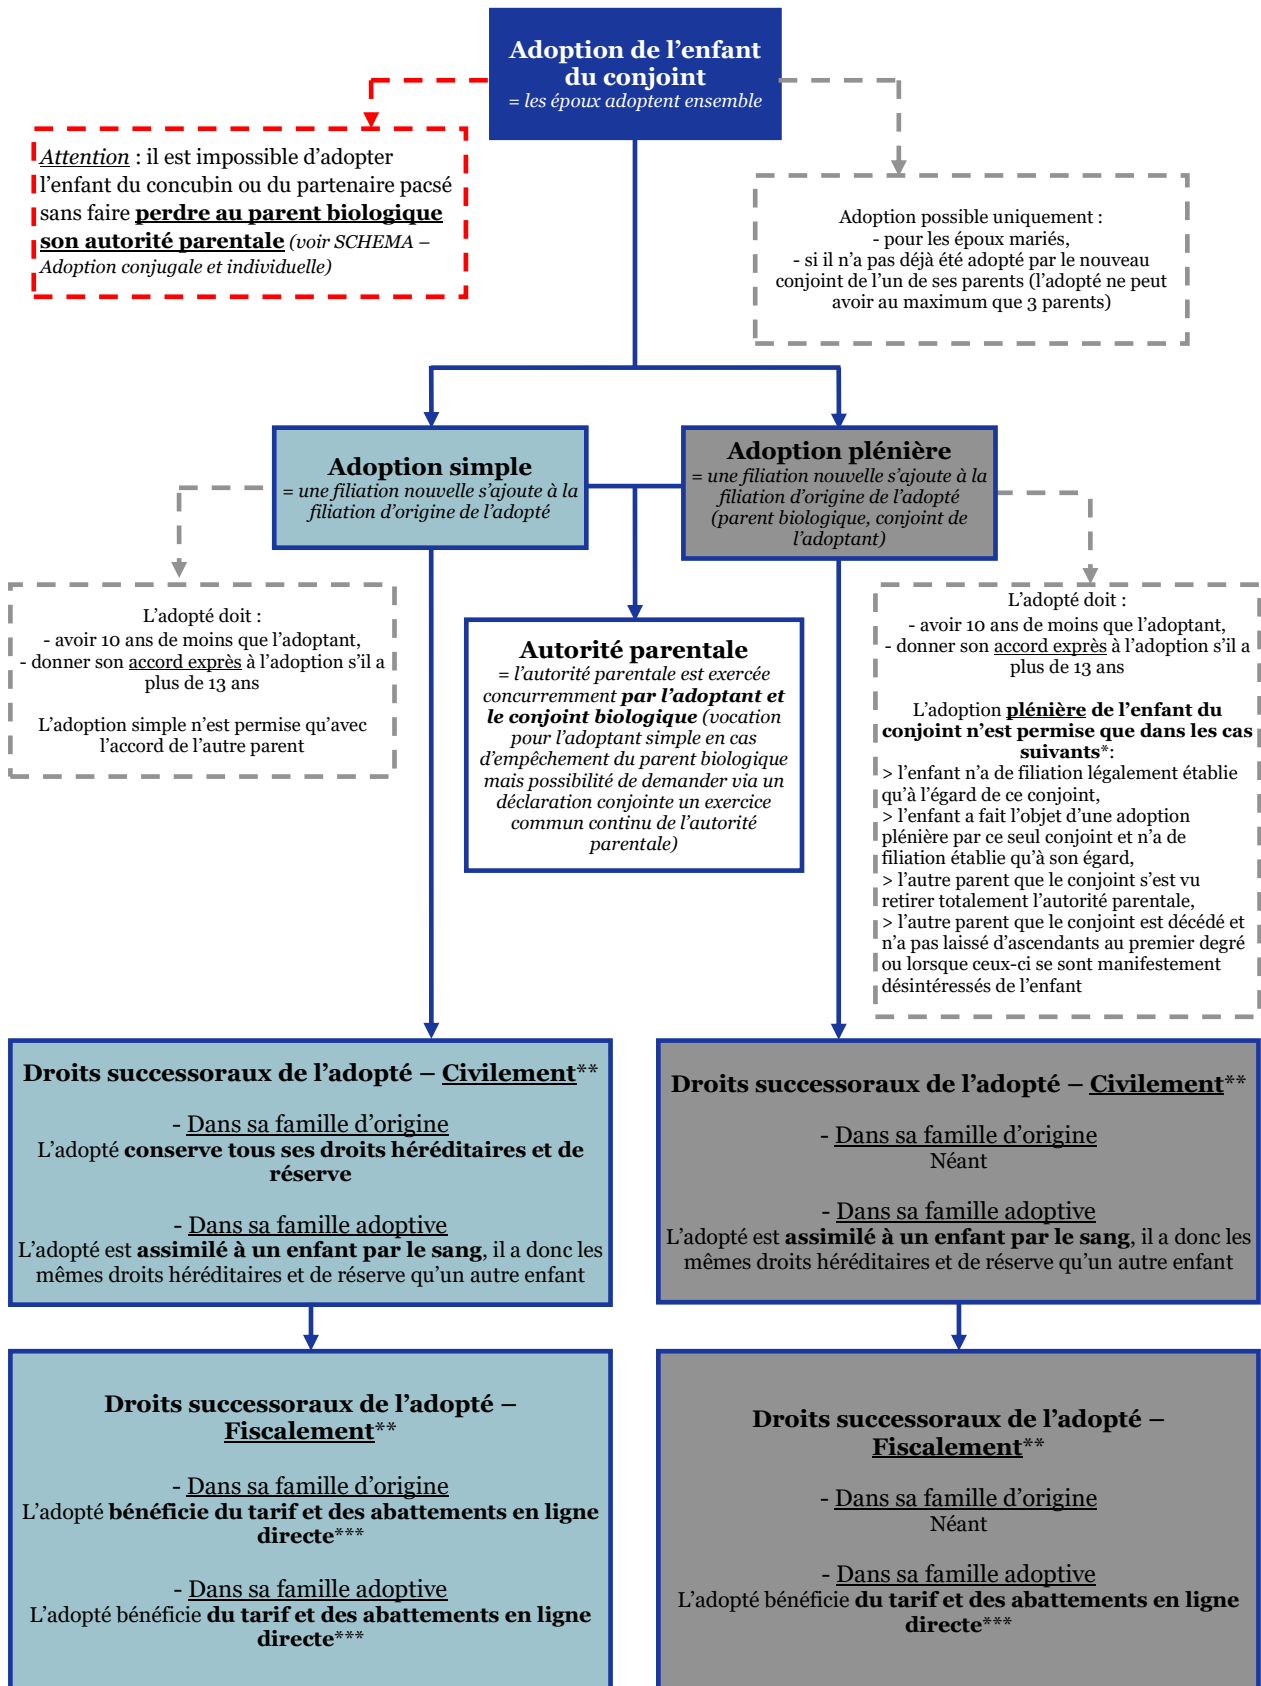 Adoption de l’enfant
du conjoint
= les époux adoptent ensemble
Attention : il est impossible d’adopter
l’enfant du concubin ou du partenaire pacsé
sans faire perdre au parent biologique
son autorité parentale (voir SCHEMA –
Adoption conjugale et individuelle)
Adoption possible uniquement :
- pour les époux mariés,
- si il n’a pas déjà été adopté par le nouveau
conjoint de l’un de ses parents (l’adopté ne peut
avoir au maximum que 3 parents)
Adoption simple
= une filiation nouvelle s’ajoute à la
filiation d’origine de l’adopté
Adoption plénière
= une filiation nouvelle s’ajoute à la
filiation d’origine de l’adopté
(parent biologique, conjoint de
l’adoptant)
L’adopté doit :
- avoir 10 ans de moins que l’adoptant,
- donner son accord exprès à l’adoption s’il a
plus de 13 ans
L’adoption simple n’est permise qu’avec
l’accord de l’autre parent
Autorité parentale
= l’autorité parentale est exercée
concurremment par l’adoptant et
le conjoint biologique (vocation
pour l’adoptant simple en cas
d’empêchement du parent biologique
mais possibilité de demander via un
déclaration conjointe un exercice
commun continu de l’autorité
parentale)
L’adopté doit :
- avoir 10 ans de moins que l’adoptant,
- donner son accord exprès à l’adoption s’il a
plus de 13 ans
L’adoption plénière de l’enfant du
conjoint n’est permise que dans les cas
suivants*:
> l’enfant n’a de filiation légalement établie
qu’à l’égard de ce conjoint,
> l’enfant a fait l’objet d’une adoption
plénière par ce seul conjoint et n’a de
filiation établie qu’à son égard,
> l’autre parent que le conjoint s’est vu
retirer totalement l’autorité parentale,
> l’autre parent que le conjoint est décédé et
n’a pas laissé d’ascendants au premier degré
ou lorsque ceux-ci se sont manifestement
désintéressés de l’enfant
Droits successoraux de l’adopté – Civilement**
- Dans sa famille d’origine
L’adopté conserve tous ses droits héréditaires et de
réserve
- Dans sa famille adoptive
L’adopté est assimilé à un enfant par le sang, il a donc les
mêmes droits héréditaires et de réserve qu’un autre enfant
Droits successoraux de l’adopté – Civilement**
- Dans sa famille d’origine
Néant
- Dans sa famille adoptive
L’adopté est assimilé à un enfant par le sang, il a donc les
mêmes droits héréditaires et de réserve qu’un autre enfant
Droits successoraux de l’adopté –
Fiscalement**
- Dans sa famille d’origine
L’adopté bénéficie du tarif et des abattements en ligne
directe***
- Dans sa famille adoptive
L’adopté bénéficie du tarif et des abattements en ligne
directe***
Droits successoraux de l’adopté –
Fiscalement**
- Dans sa famille d’origine
Néant
- Dans sa famille adoptive
L’adopté bénéficie du tarif et des abattements en ligne
directe***